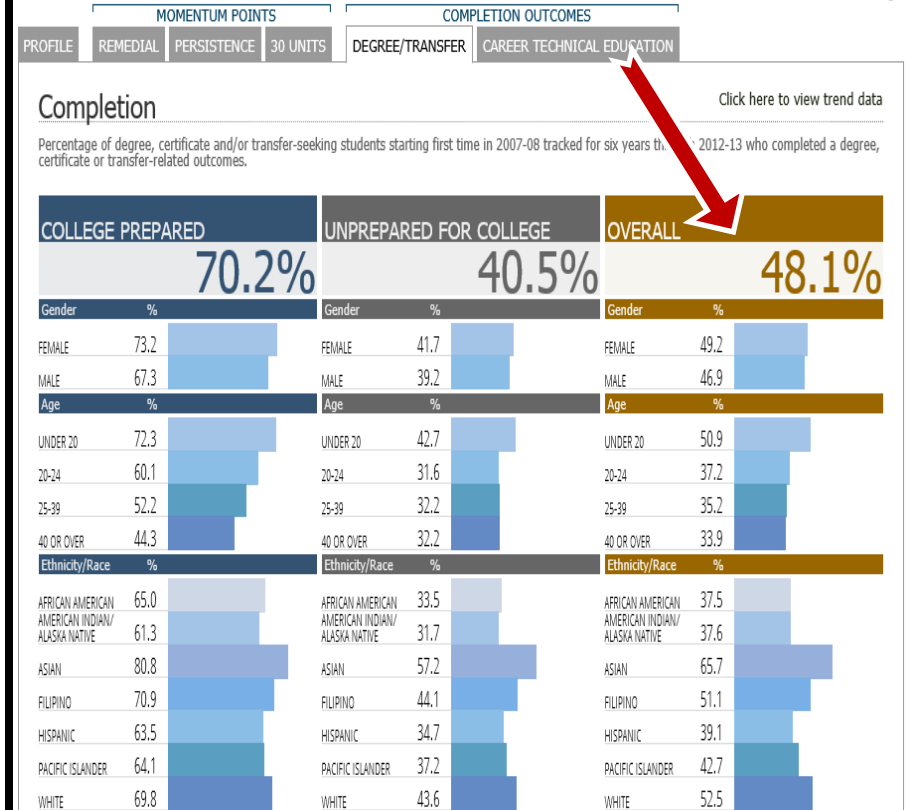 MOMENTUM POINTS COMPLETION OUTCOMES
PROFILE REMEDIAL PERSISTENCE 30 UNITS DEGREE/TRANSFER CAREER TECHNICAL EDUCATION
Completion Click here to view trend data
Percentage of degree, certificate and/or transfer-seeking students starting first time in 2007-08 tracked for six years 2012-13 who completed a degree,
certificate or transfer-related outcomes.
COLLEGE PREPARED UNPREPARED FOR COLLEGE OVERALL
70.2% 40.5% 48.1%
Gender % Gender % Gender %
FEMALE 73.2 FEMALE 41.7 FEMALE 49.2
MALE 67.3 MALE 39.2 MALE 46.9
Age % Age % Age %
UNDER 20 72.3 UNDER 20 42.7 UNDER 20 50.9
20-24 60.1 20-24 31.6 20-24 37.2
25-39 52.2 25-39 32.2 25-39 35.2
40 OR OVER 44.3 40 OR OVER 32.2 40 OR OVER 33.9
Ethnicity/Race % Ethnicity/Race % Ethnicity/Race %
AFRICAN AMERICAN 65.0 AFRICAN AMERICAN 33.5 AFRICAN AMERICAN 37.5
AMERICAN INDIAN/ AMERICAN INDIAN/ AMERICAN INDIAN/
ALASKA NATIVE 61.3 ALASKA NATIVE 31.7 ALASKA NATIVE 37.6
ASIAN 80.8 ASIAN 57.2 ASIAN 65.7
FILIPINO 70.9 FILIPINO 44.1 FILIPINO 51.1
HISPANIC 63.5 HISPANIC 34.7 HISPANIC 39.1
PACIFIC ISLANDER 64.1 PACIFIC ISLANDER 37.2 PACIFIC ISLANDER 42.7
WHITE 69.8 WHITE 43.6 WHITE 52.5